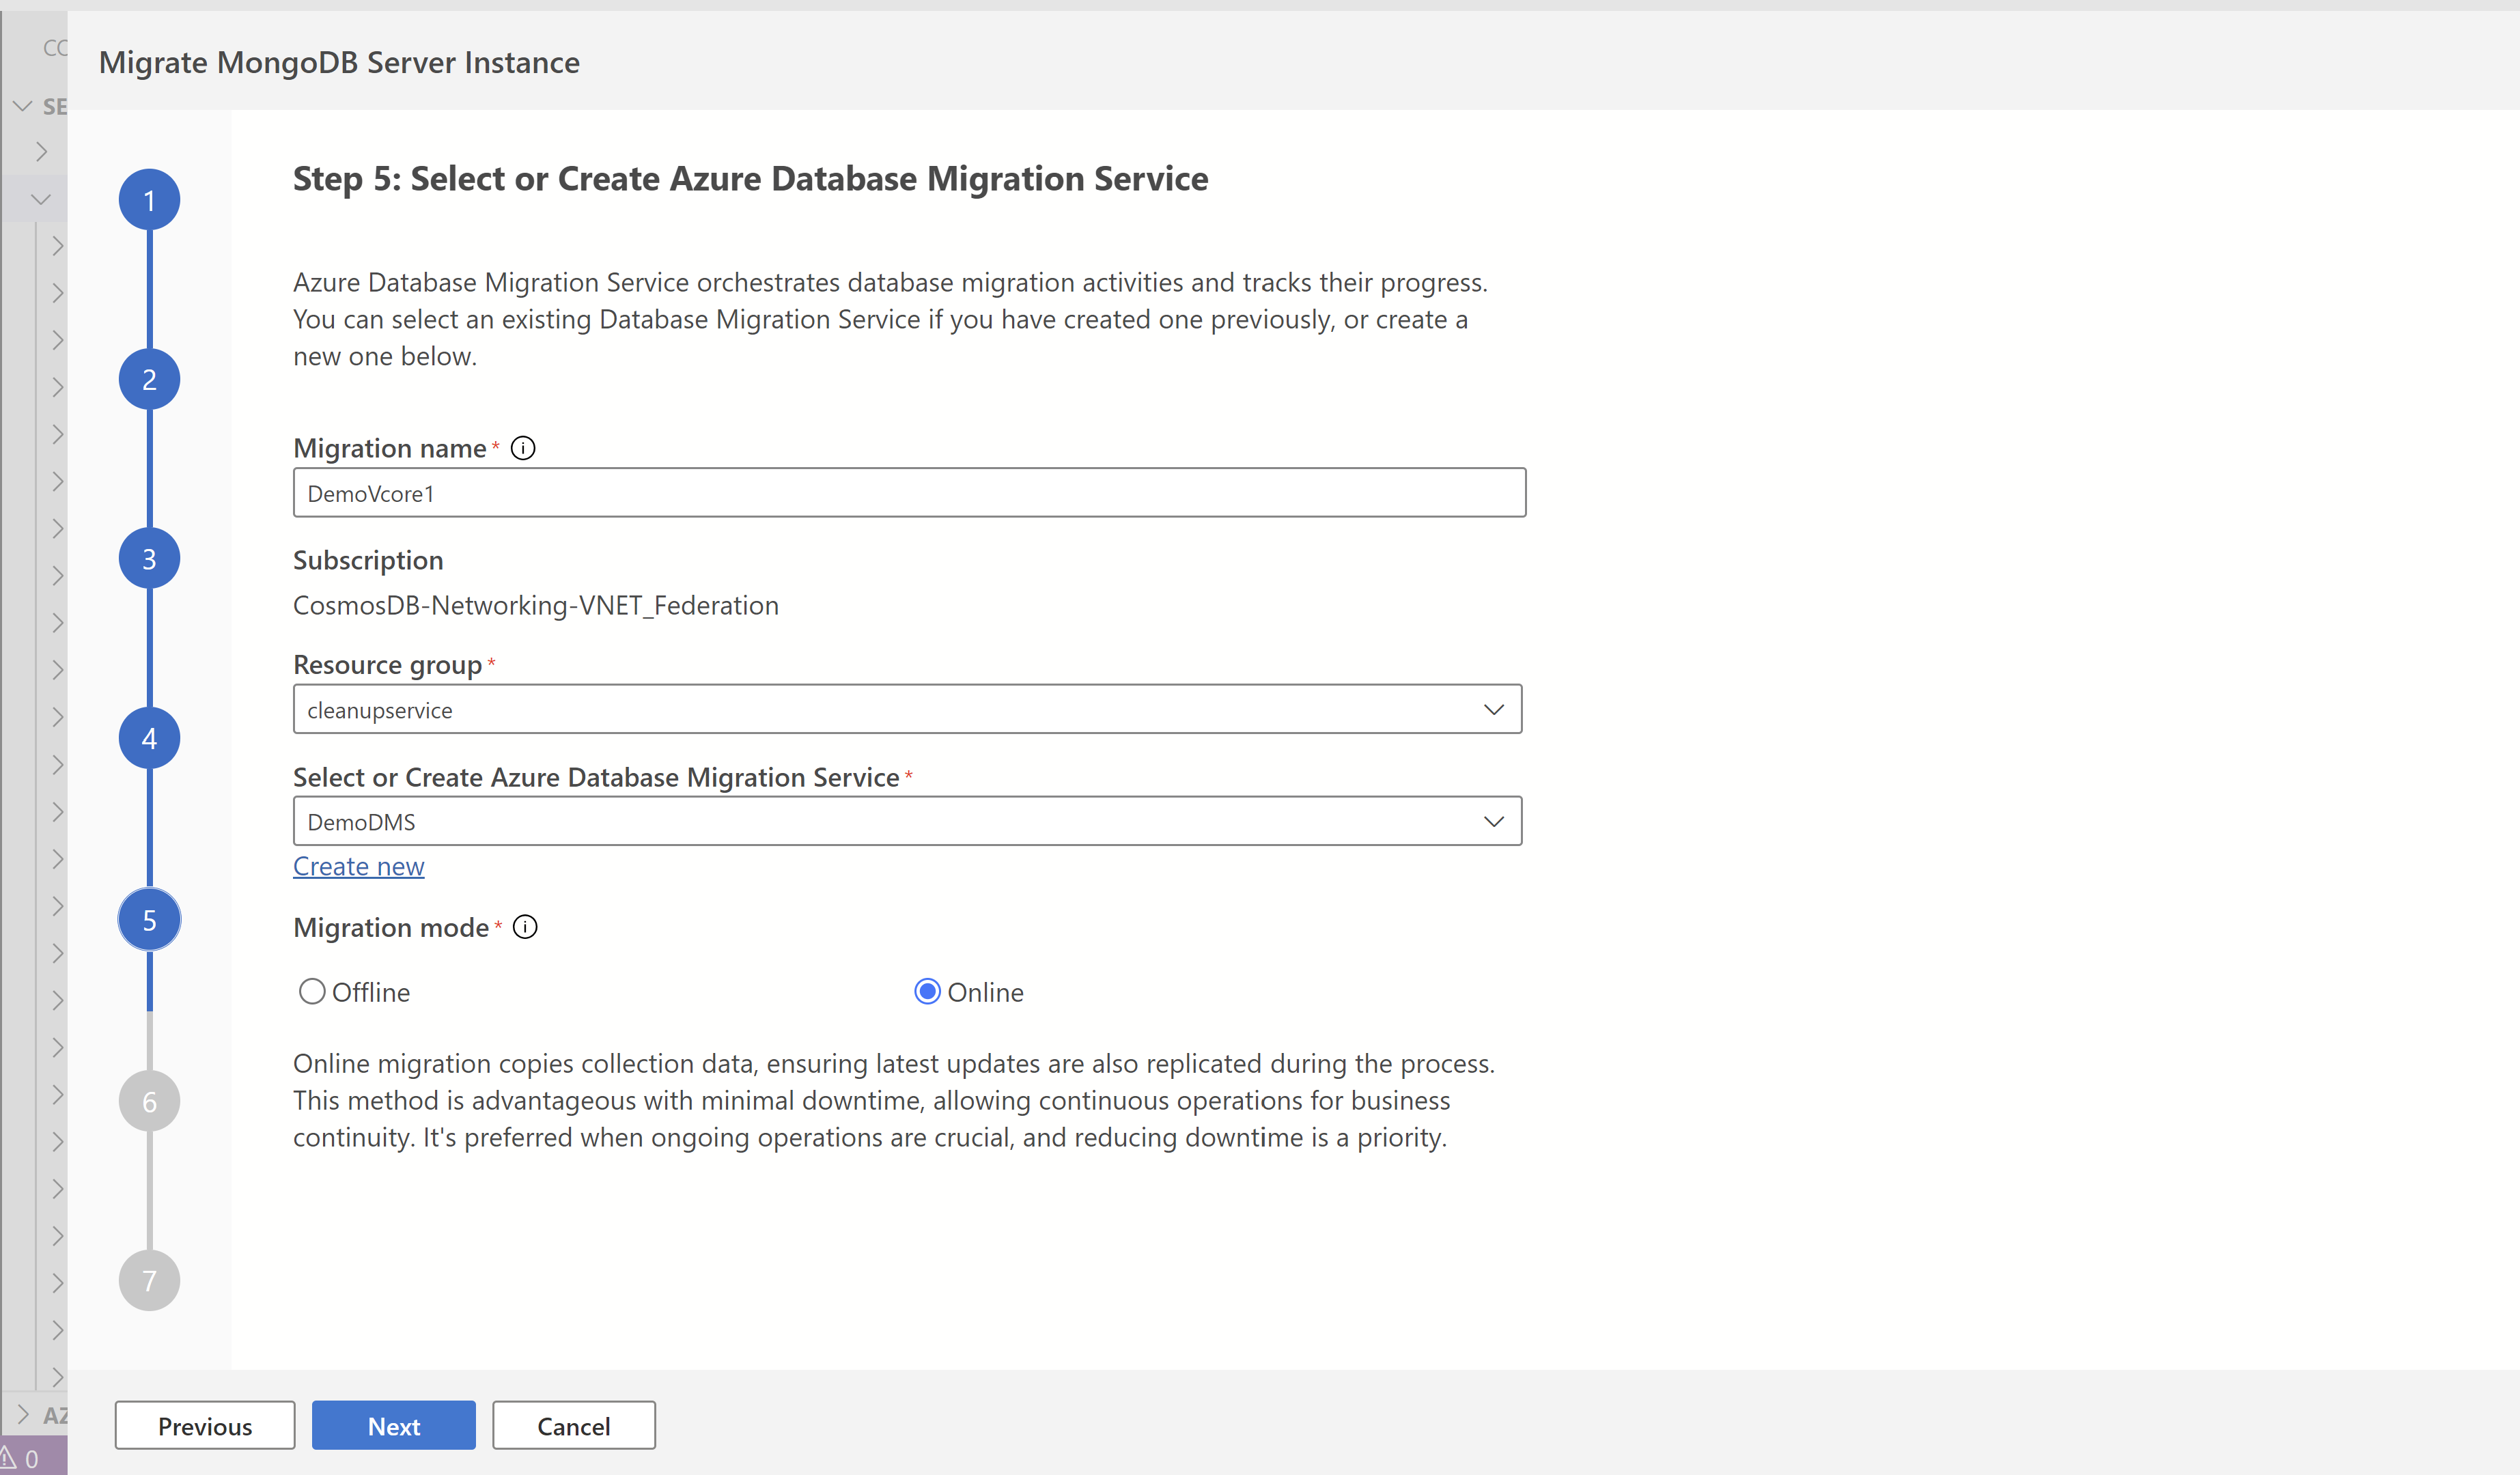 Migrate MongoDB Server Instance
1
2
3
4
5
6
7
Step 5: Select or Create Azure Database Migration Service
Azure Database Migration Service orchestrates database migration activities and tracks their progress.
You can select an existing Database Migration Service if you have created one previously, or create a
new one below.
Migration name*
DemoVcore1
Subscription
CosmosDB-Networking-VNET_Federation
Resource group*
cleanupservice
Select or Create Azure Database Migration Service*
DemoDMS
Create new
Migration mode*
Offline
Online
Online migration copies collection data, ensuring latest updates are also replicated during the process.
This method is advantageous with minimal downtime, allowing continuous operations for business
continuity. It's preferred when ongoing operations are crucial, and reducing downtime is a priority.
Previous
Next
Cancel
0